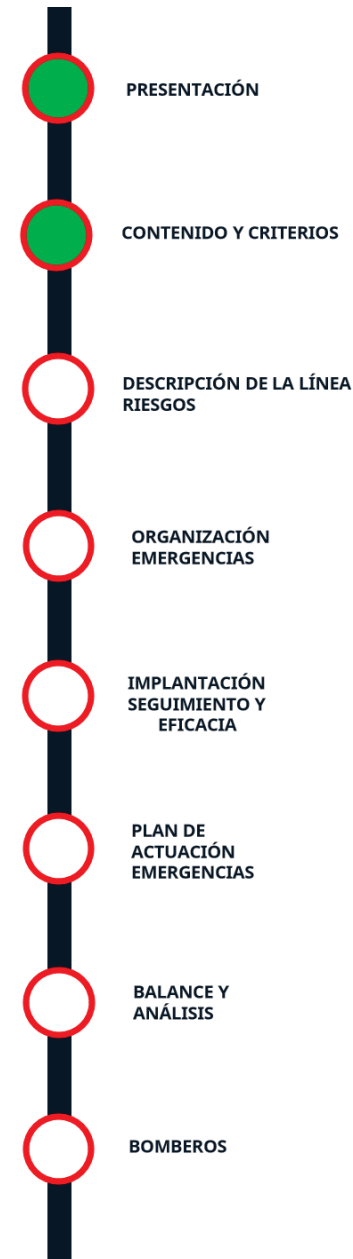 PRESENTACIÓN
CONTENIDO Y CRITERIOS
DESCRIPCIÓN DE LA LÍNEA
RIESGOS
ORGANIZACIÓN
EMERGENCIAS
IMPLANTACIÓN
SEGUIMIENTO Y
EFICACIA
PLAN DE
ACTUACIÓN
EMERGENCIAS
BALANCE Y
ANÁLISIS
BOMBEROS